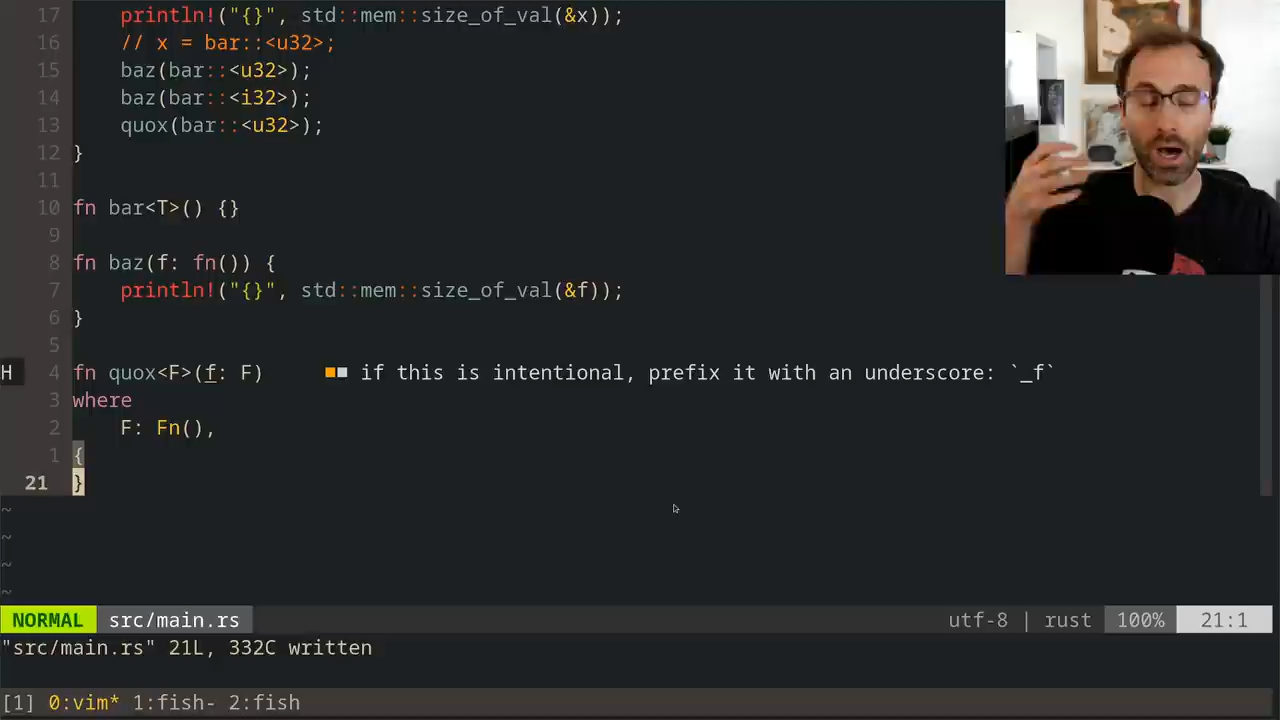 17 println!("{}", std::mem::size_of_val(&x));
16 // x = bar::<u32>;
15 baz(bar::<u32>);
14 baz(bar::<i32>);
13 quox(bar::<u32>);
12 }
11
10 fn bar<T>() {}
9
8 fn baz(f: fn()) {
7 println!("{}", std::mem::size_of_val(&f));
6 }
5
H 4 fn quox<F>(f: F) if this is intentional, prefix it with an underscore: `_f`
3 where
2 F: Fn(),
1 {
21 }
~
~
~
~
NORMAL src/main.rs utf-8 | rust 100% 21:1
"src/main.rs" 21L, 332C written
[1] 0:vim* 1:fish- 2:fish